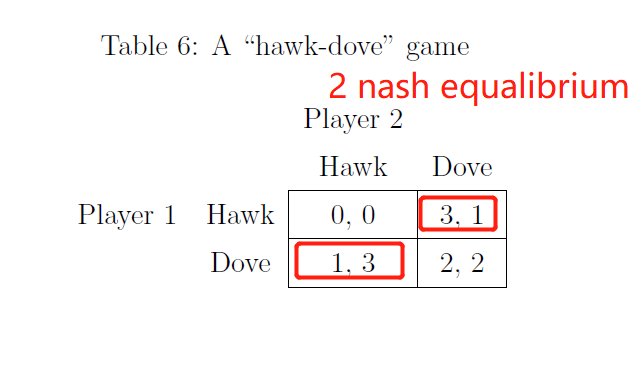 Table 6: A “hawk-dove” game
2 nash equalibrium
Player 2
Hawk Dove
Player 1 Hawk 0, 0 3, 1
Dove 1, 3 2, 2